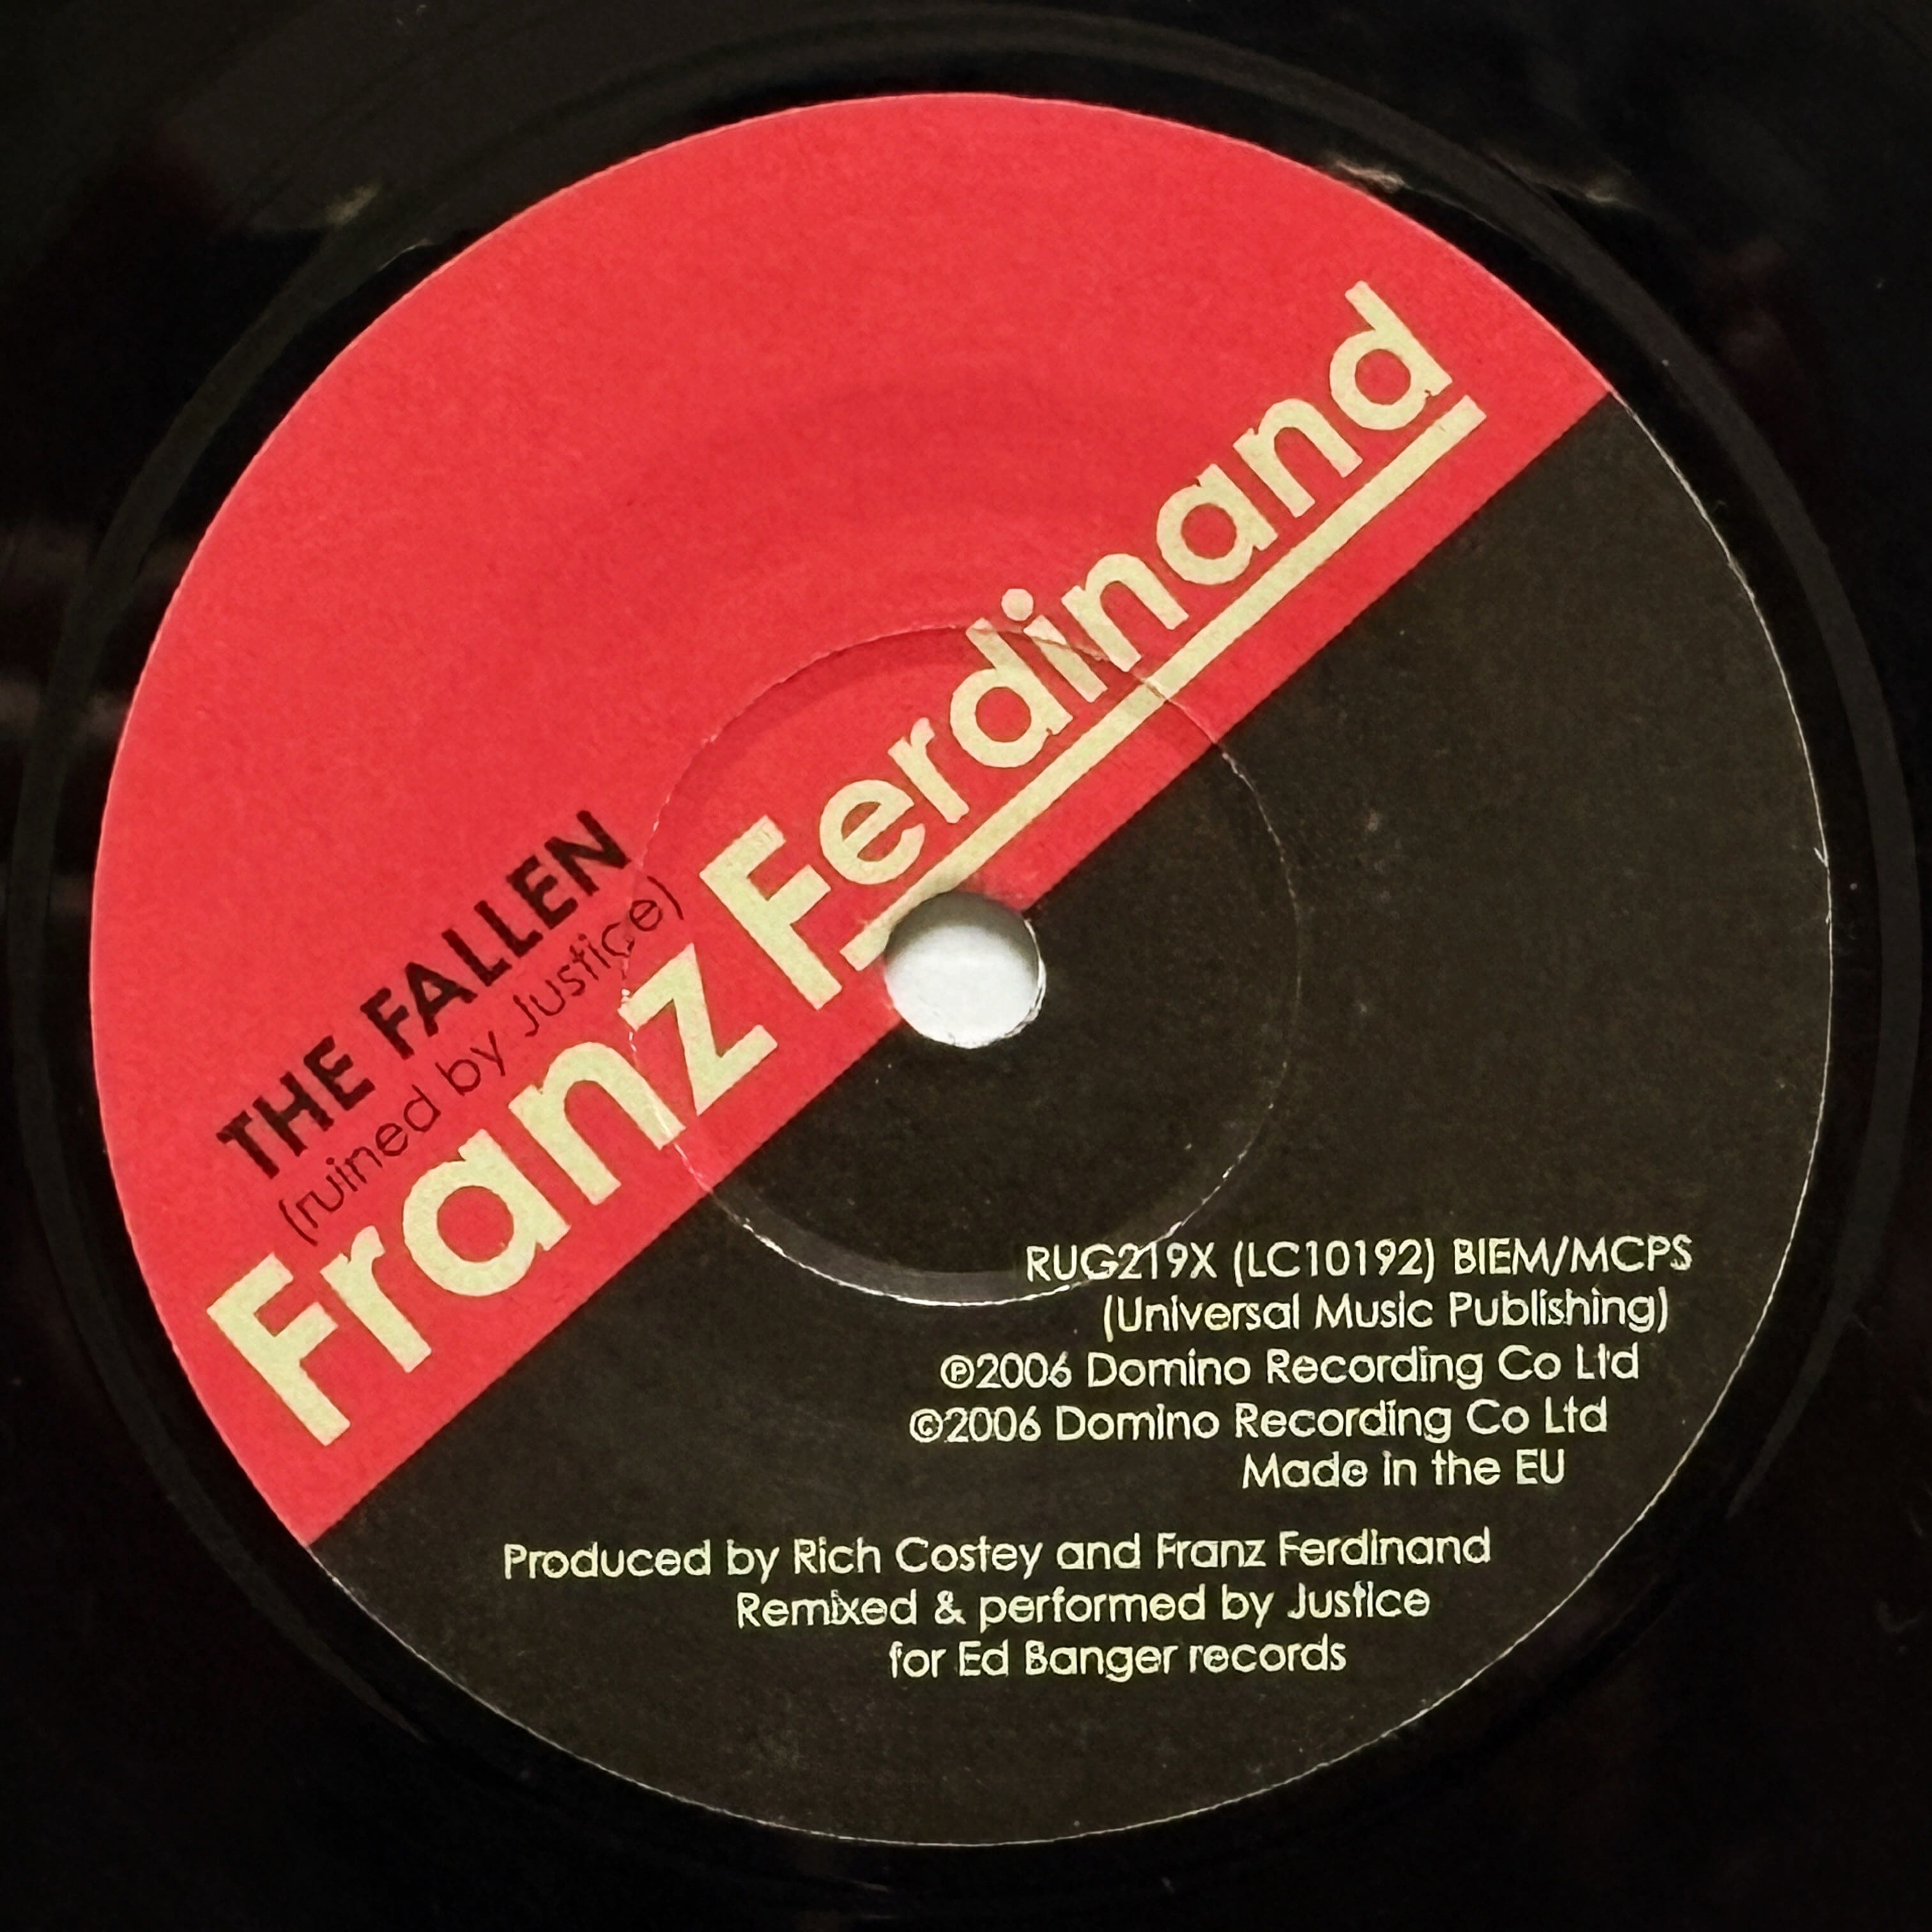 THE FALLEN
(ruined by Justice)
Franz Ferdinand
RUG219X (LC10192) BIEM/MCPS
(Universal Music Publishing)
℗2006 Domino Recording Co Ltd
©2006 Domino Recording Co Ltd
Made in the EU
Produced by Rich Costey and Franz Ferdinand
Remixed & performed by Justice
for Ed Banger records